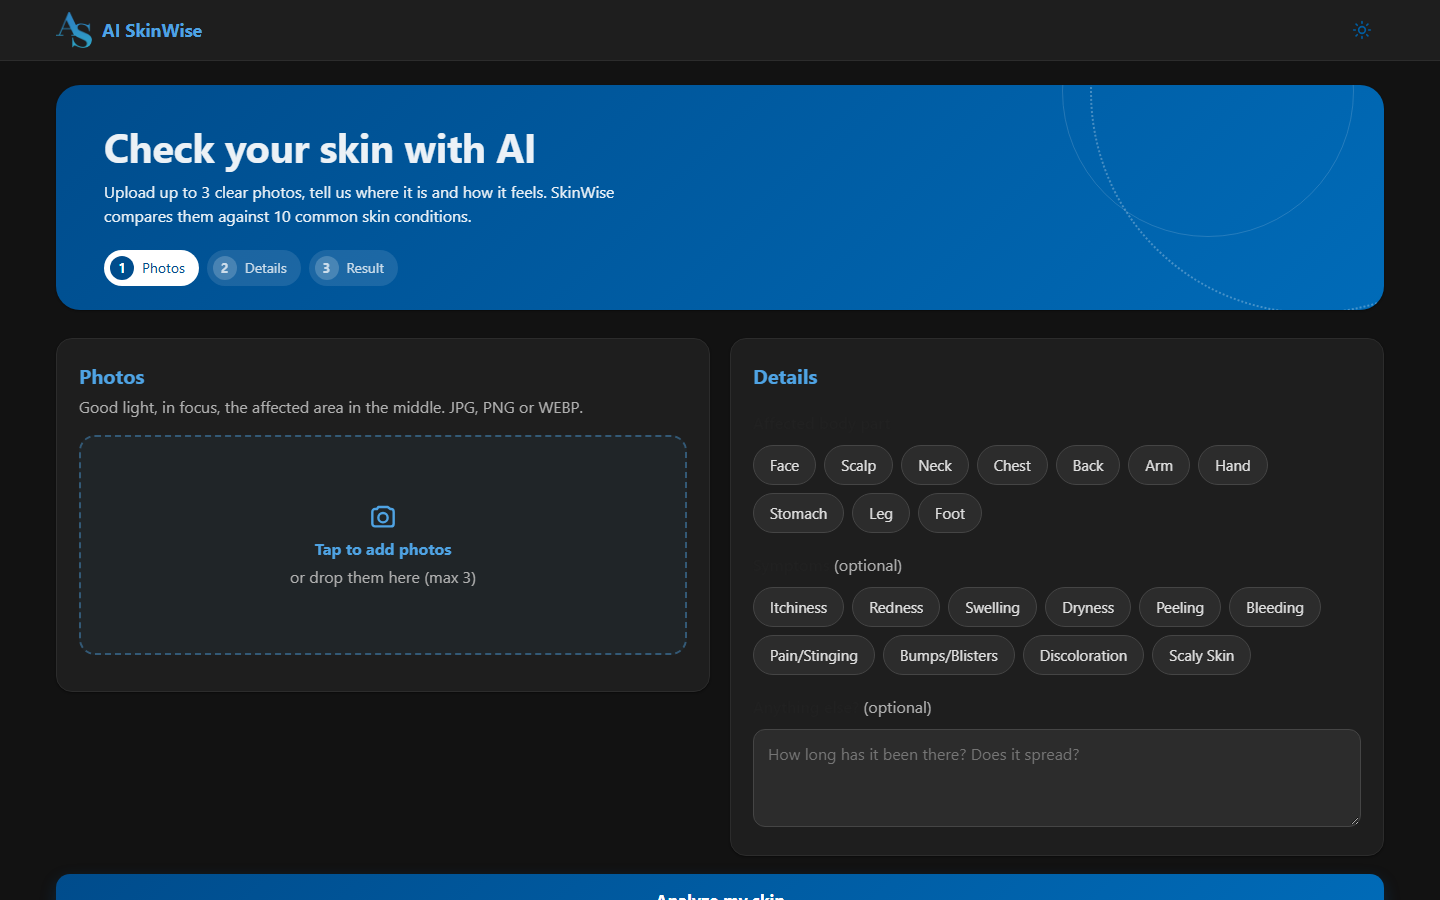 AS AI SkinWise
Check your skin with AI
Upload up to 3 clear photos, tell us where it is and how it feels. SkinWise
compares them against 10 common skin conditions.
1 Photos 2 Details 3 Result
Photos
Good light, in focus, the affected area in the middle. JPG, PNG or WEBP.
Tap to add photos
or drop them here (max 3)
Details
Face Scalp Neck Chest Back Arm Hand
Stomach Leg Foot
(optional)
Itchiness Redness Swelling Dryness Peeling Bleeding
Pain/Stinging Bumps/Blisters Discoloration Scaly Skin
(optional)
How long has it been there? Does it spread?
Analyze my skin